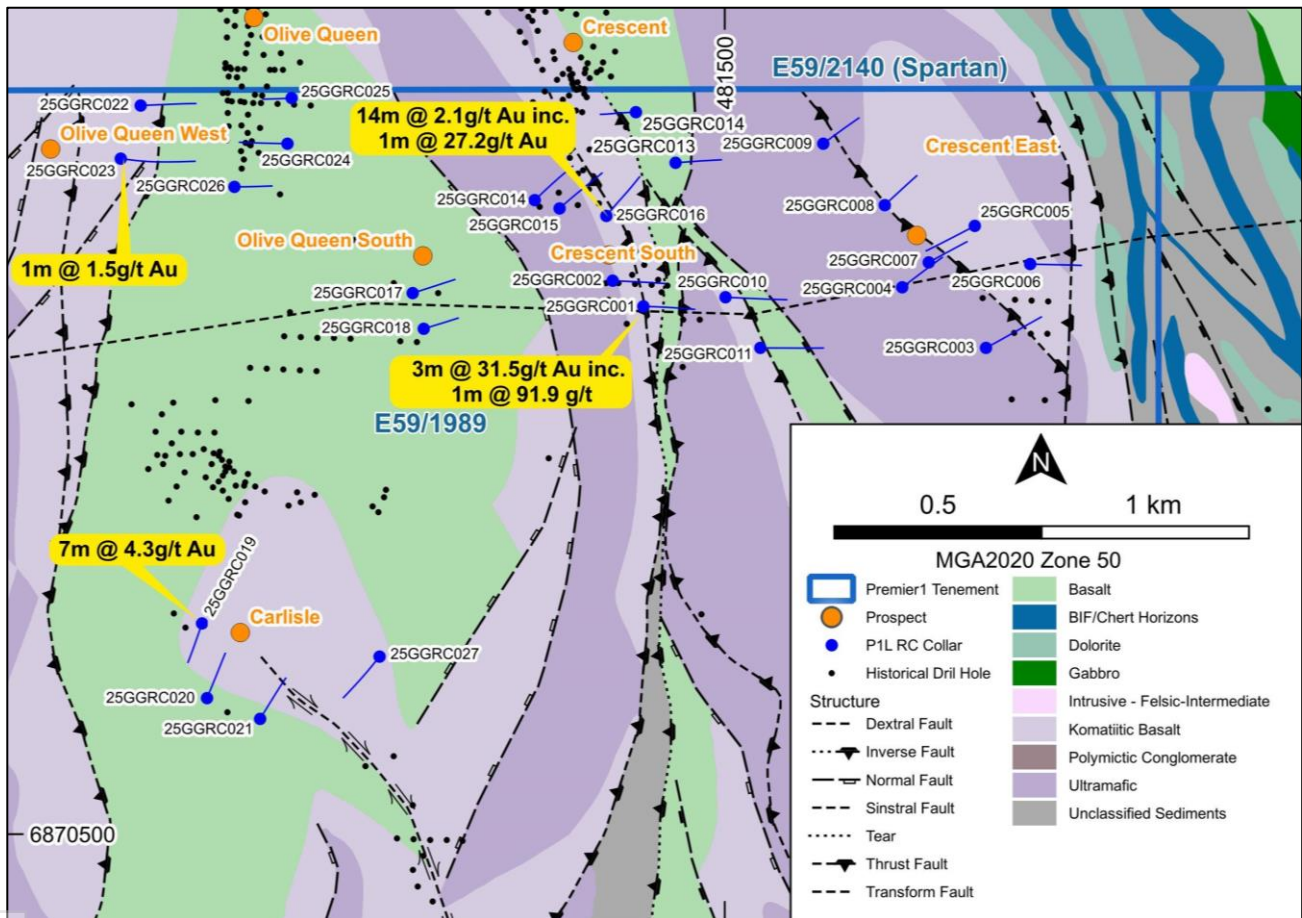 Olive Queen
Crescent
481500
E59/2140 (Spartan)
25GGRC025
25GGRC022
14m @ 2.1g/t Au inc.
1m @ 27.2g/t Au
25GGRC014
Olive Queen West
25GGRC013
25GGRC009
Crescent East
25GGRC024
25GGRC023
25GGRC026
25GGRC014
25GGRC015
25GGRC016
25GGRC008
25GGRC005
1m @ 1.5g/t Au
Olive Queen South
Crescent South
25GGRC007
25GGRC002
25GGRC010
25GGRC004
25GGRC006
25GGRC017
25GGRC001
25GGRC018
25GGRC011
25GGRC003
3m @ 31.5g/t Au inc.
1m @ 91.9 g/t
E59/1989
7m @ 4.3g/t Au
25GGRC019
Carlisle
25GGRC027
25GGRC020
25GGRC021
6870500
N
0.5
1 km
MGA2020 Zone 50
Premier1 Tenement
Prospect
P1L RC Collar
Historical Dril Hole
Structure
Dextral Fault
Inverse Fault
Normal Fault
Sinstral Fault
Tear
Thrust Fault
Transform Fault
Basalt
BIF/Chert Horizons
Dolorite
Gabbro
Intrusive - Felsic-Intermediate
Komatiitic Basalt
Polymictic Conglomerate
Ultramafic
Unclassified Sediments